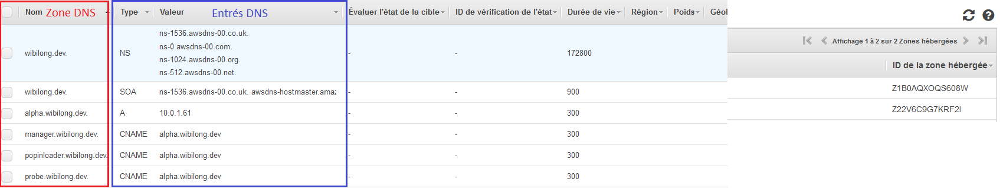 Nom Zone DNS Type Valeur Entrés DNS Évaluer l'état de la cible ID de vérification de l'état Durée de vie Région Poids Géol
ns-1536.awsdns-00.co.uk.
ns-0.awsdns-00.com.
wibilong.dev. NS - - 172800
ns-1024.awsdns-00.org.
ns-512.awsdns-00.net.
wibilong.dev. SOA ns-1536.awsdns-00.co.uk. awsdns-hostmaster.amaz - - 900
alpha.wibilong.dev. A 10.0.1.61 - - 300
manager.wibilong.dev. CNAME alpha.wibilong.dev - - 300
popinloader.wibilong.dev. CNAME alpha.wibilong.dev - - 300
probe.wibilong.dev. CNAME alpha.wibilong.dev - - 300
Affichage 1 à 2 sur 2 Zones hébergées
ID de la zone hébergée
Z1B0AQXOQS608W
Z22V6C9G7KRF2I